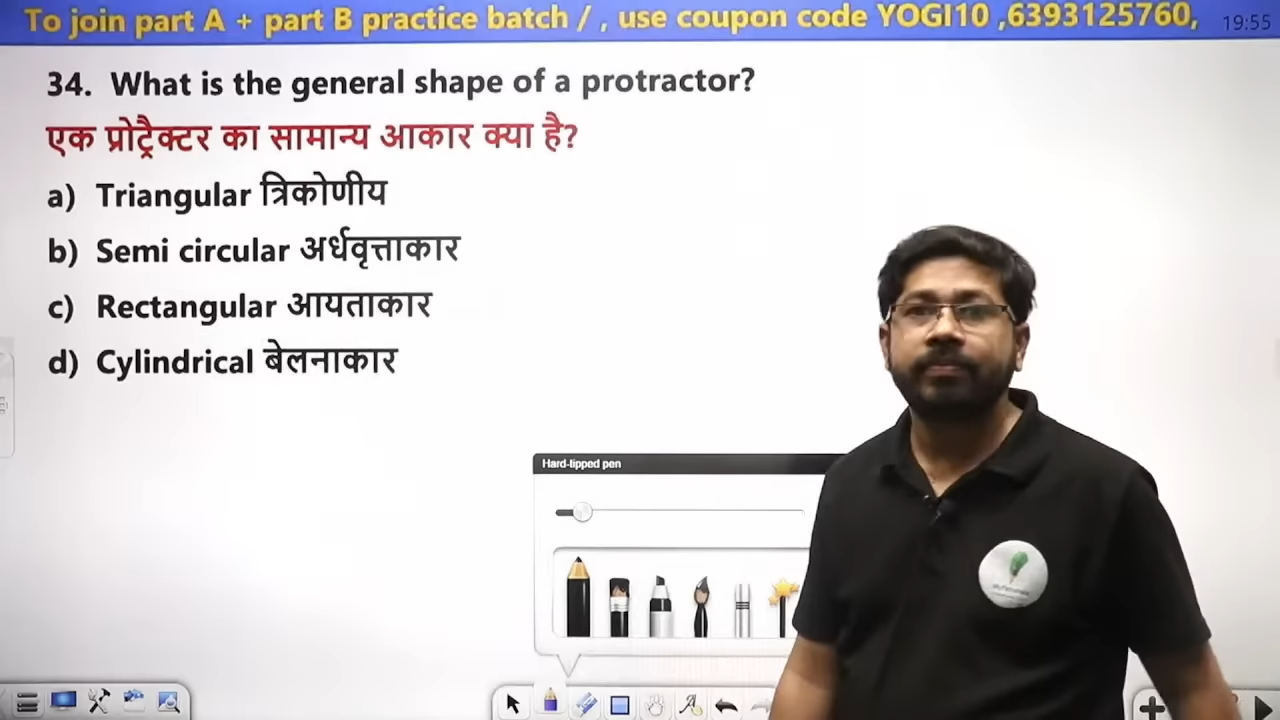 To join part A + part B practice batch / , use coupon code YOGI10 ,6393125760,
19:55
34. What is the general shape of a protractor?
एक प्रोट्रैक्टर का सामान्य आकार क्या है?
a) Triangular त्रिकोणीय
b) Semi circular अर्धवृत्ताकार
c) Rectangular आयताकार
d) Cylindrical बेलनाकार
Hard-tipped pen